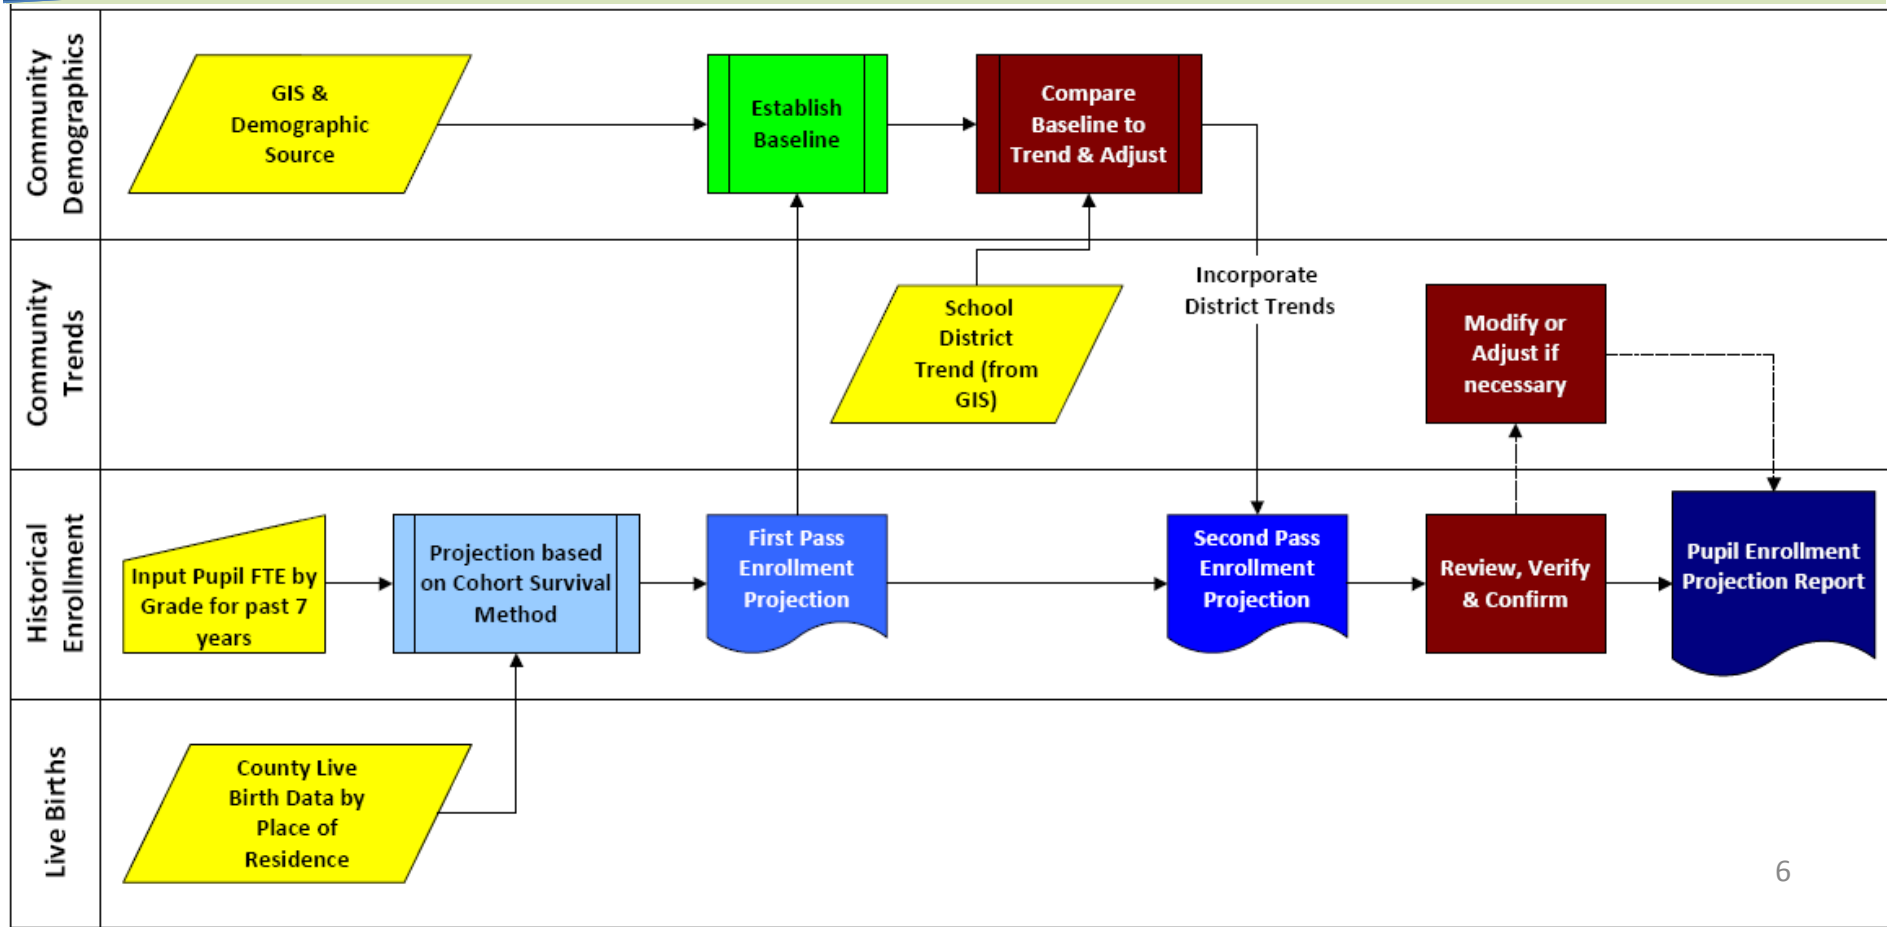 Community
Demographics
GIS &
Demographic
Source
Establish
Baseline
Compare
Baseline to
Trend & Adjust
Community
Trends
School
District
Trend (from
GIS)
Incorporate
District Trends
Modify or
Adjust if
necessary
Historical
Enrollment
Input Pupil FTE by
Grade for past 7
years
Projection based
on Cohort Survival
Method
First Pass
Enrollment
Projection
Second Pass
Enrollment
Projection
Review, Verify
& Confirm
Pupil Enrollment
Projection Report
Live Births
County Live
Birth Data by
Place of
Residence
6